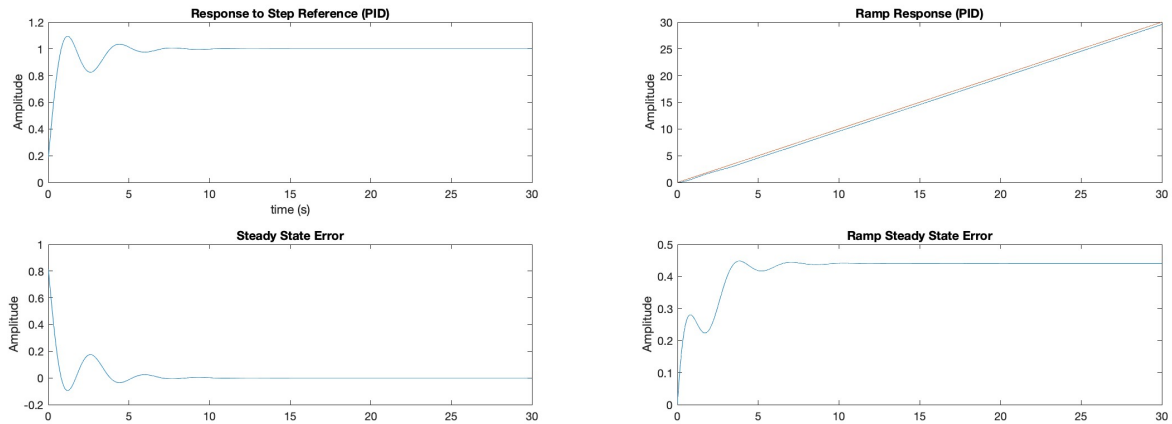 Response to Step Reference (PID)
Amplitude
1.2
1
0.8
0.6
0.4
0.2
0
0 5 10 15 20 25 30
time (s)
Ramp Response (PID)
Amplitude
30
25
20
15
10
5
0
0 5 10 15 20 25 30
Steady State Error
Amplitude
1
0.8
0.6
0.4
0.2
0
-0.2
0 5 10 15 20 25 30
Ramp Steady State Error
Amplitude
0.5
0.4
0.3
0.2
0.1
0
0 5 10 15 20 25 30